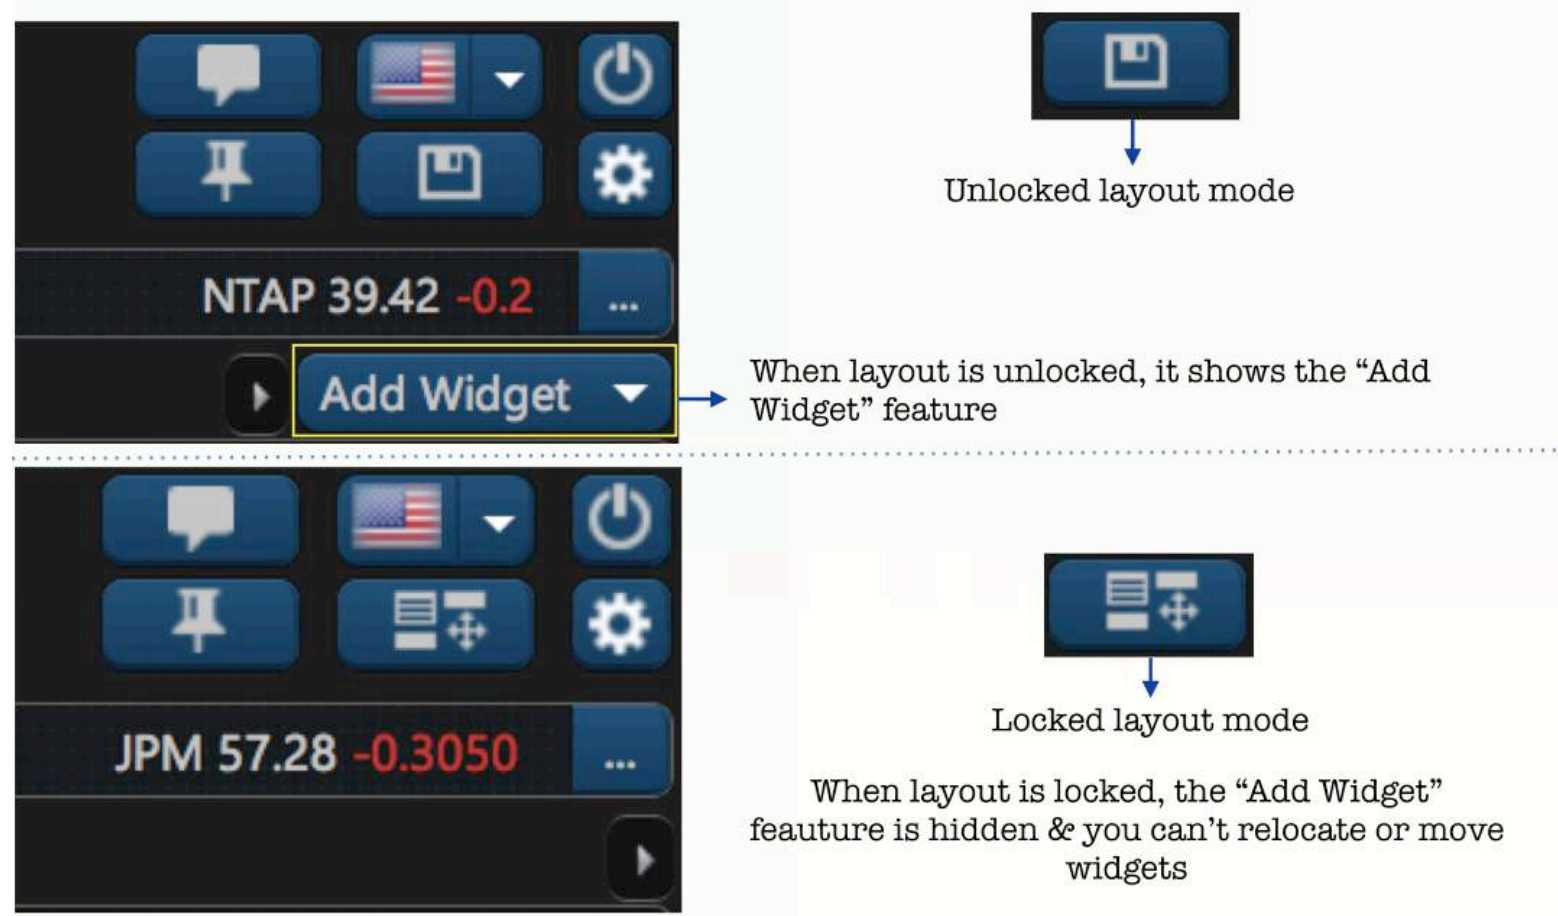 Unlocked layout mode
NTAP 39.42 -0.2
...
Add Widget
When layout is unlocked, it shows the “Add
Widget” feature
JPM 57.28 -0.3050
...
Locked layout mode
When layout is locked, the “Add Widget”
feauture is hidden & you can’t relocate or move
widgets